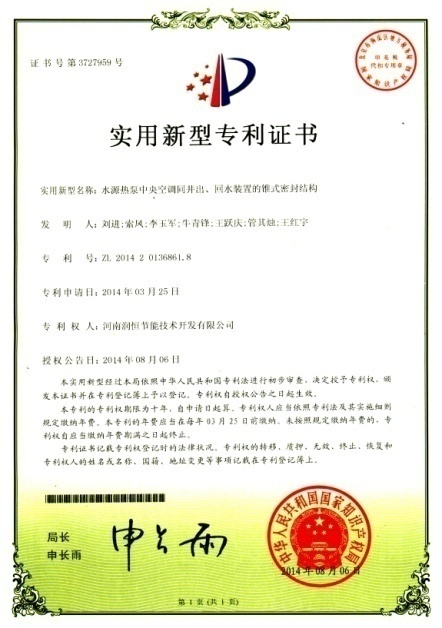 证书号第3727959号
印花税
代扣专用章
实用新型专利证书
实用新型名称：水源热泵中央空调同井出、回水装置的锥式密封结构
发 明 人：刘进;索凤;李玉军;牛青锋;王跃庆;管其烛;王红宇
专 利 号：ZL 2014 2 0136861.8
专利申请日：2014年03月25日
专 利 权 人：河南润恒节能技术开发有限公司
授权公告日：2014年08月06日
本实用新型经过本局依照中华人民共和国专利法进行初步审查，决定授予专利权，颁
发本证书并在专利登记簿上予以登记。专利权自授权公告之日起生效。
本专利的专利权期限为十年，自申请日起算。专利权人应当依照专利法及其实施细则
规定缴纳年费。本专利的年费应当在每年03月25日前缴纳。未按照规定缴纳年费的，专
利权自应当缴纳年费期满之日起终止。
专利证书记载专利权登记时的法律状况。专利权的转移、质押、无效、终止、恢复和
专利权人的姓名或名称、国籍、地址变更等事项记载在专利登记簿上。
局长
申长雨
申长雨
中华人民共和国国家知识产权局
2014年08月06日
第1页（共1页）